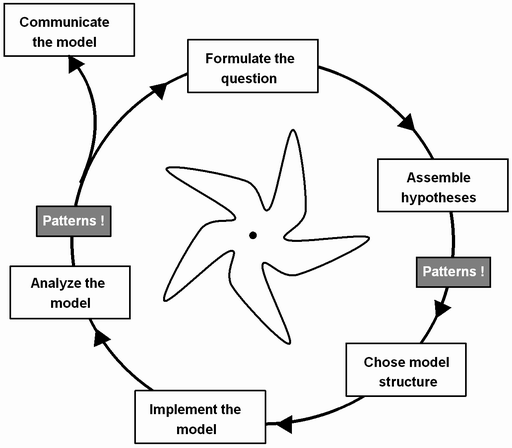 Communicate
the model
Formulate the
question
Assemble
hypotheses
Patterns !
Chose model
structure
Implement the
model
Analyze the
model
Patterns !